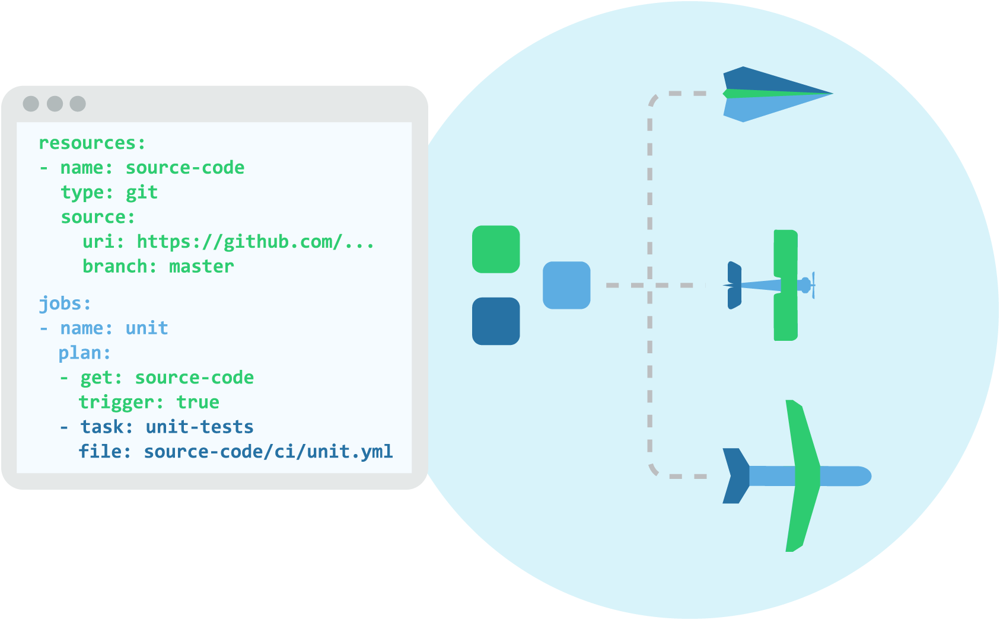 resources:
- name: source-code
  type: git
  source:
    uri: https://github.com/...
    branch: master
jobs:
- name: unit
  plan:
  - get: source-code
    trigger: true
  - task: unit-tests
    file: source-code/ci/unit.yml